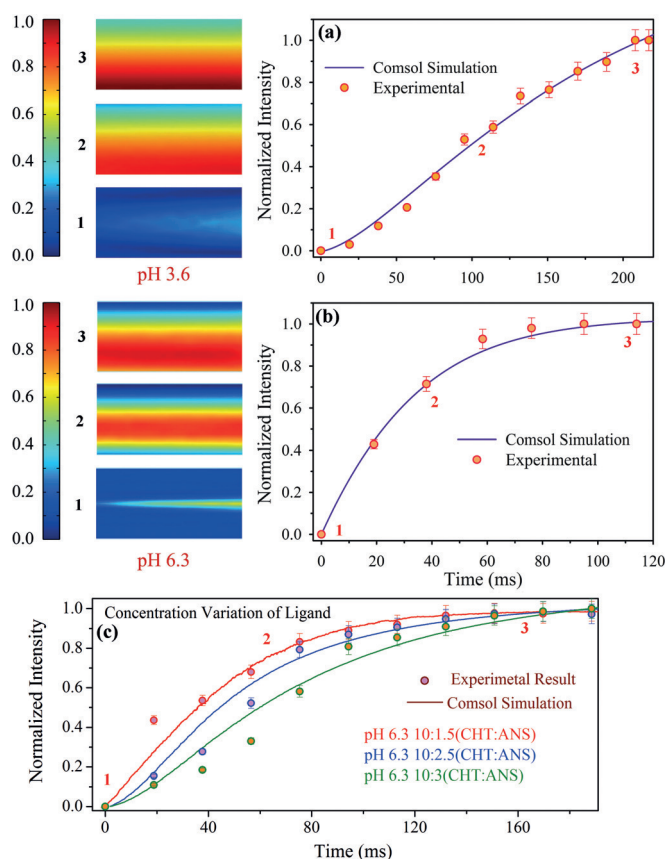 1.0
0.8
0.6
0.4
0.2
0.0
3
2
1
pH 3.6
(a)
Normalized Intensity
1.0
0.8
0.6
0.4
0.2
0.0
Comsol Simulation
Experimental
1
2
3
0 50 100 150 200
1.0
0.8
0.6
0.4
0.2
0.0
3
2
1
pH 6.3
(b)
Normalized Intensity
1.0
0.8
0.6
0.4
0.2
0.0
3
2
Comsol Simulation
Experimental
1
0 20 40 60 80 100 120
Time (ms)
Concentration Variation of Ligand
(c)
Normalized Intensity
1.0
0.8
0.6
0.4
0.2
0.0
2
3
1
Experimetal Result
Comsol Simulation
pH 6.3 10:1.5(CHT:ANS)
pH 6.3 10:2.5(CHT:ANS)
pH 6.3 10:3(CHT:ANS)
0 40 80 120 160
Time (ms)